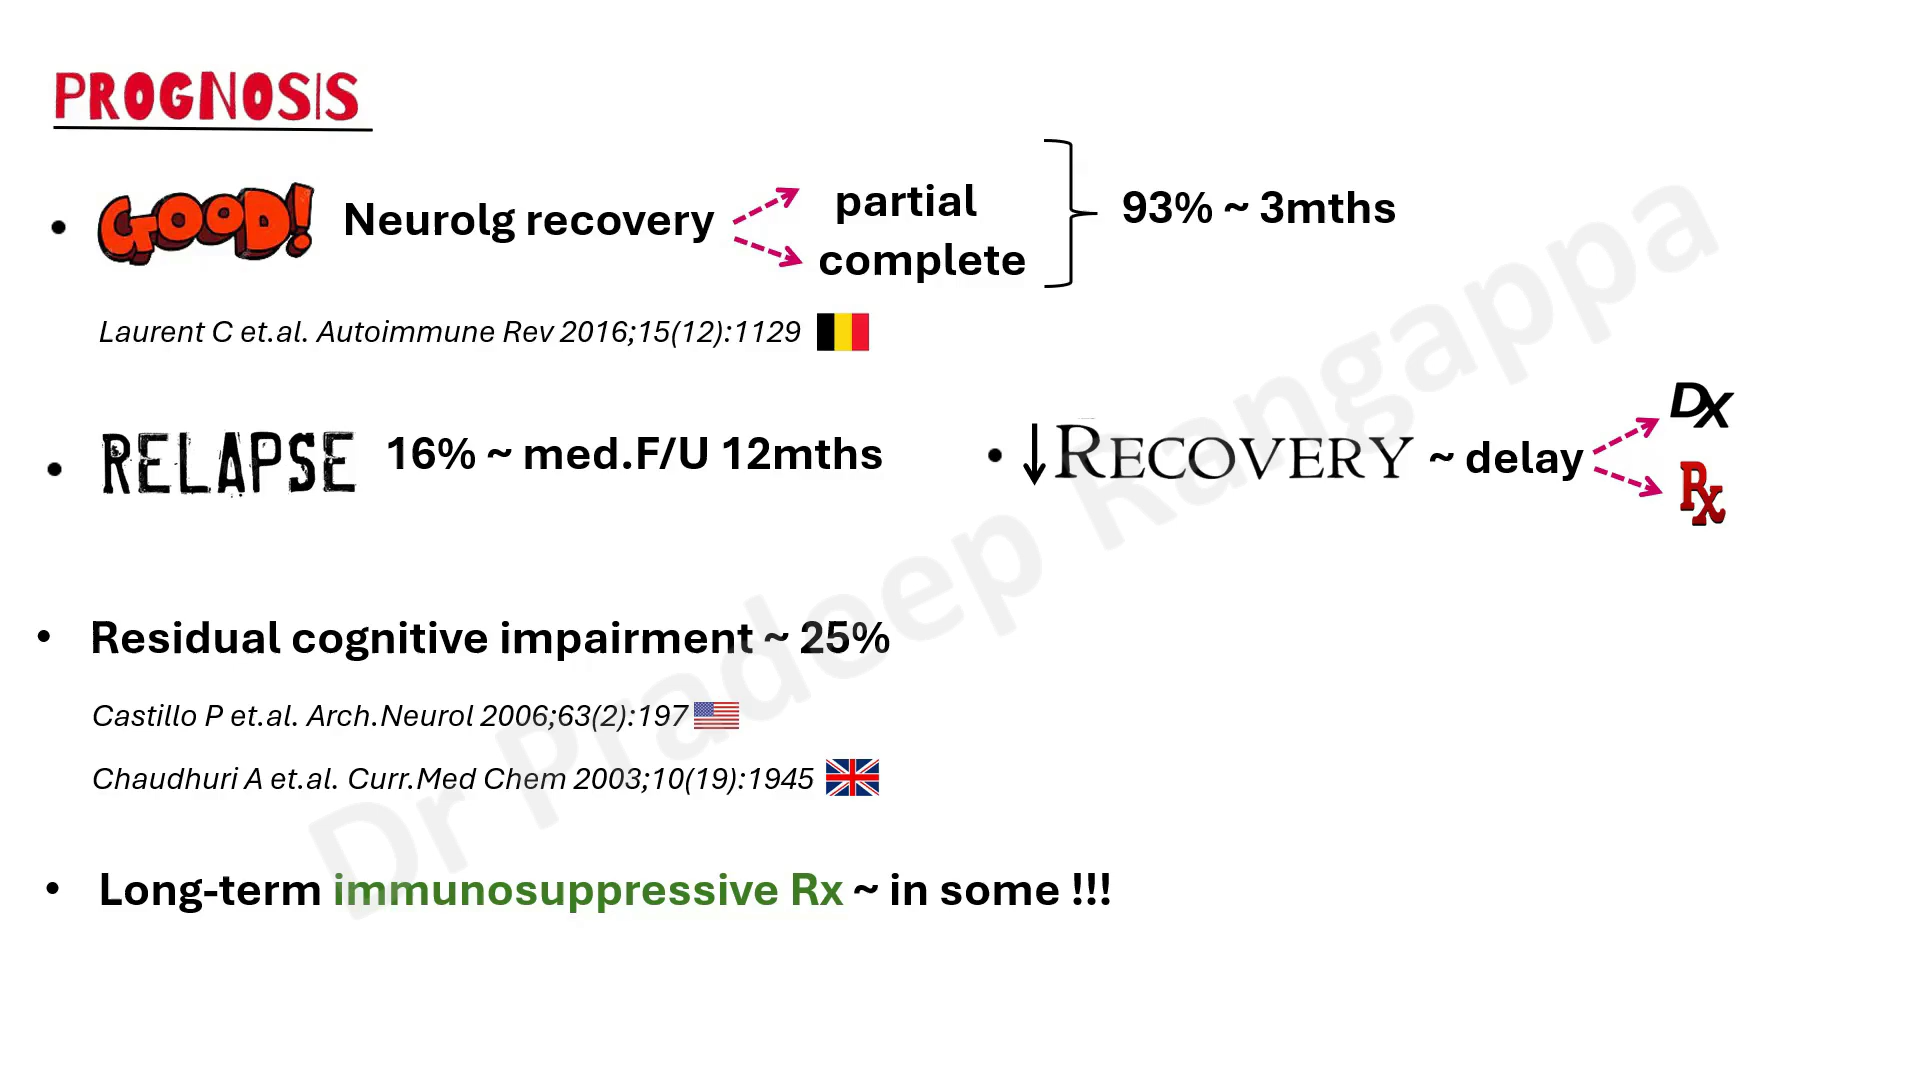 PROGNOSIS
• GOOD! Neurolg recovery partial complete 93% ~ 3mths
Laurent C et.al. Autoimmune Rev 2016;15(12):1129
• RELAPSE 16% ~ med.F/U 12mths
• ↓RECOVERY ~ delay DX Rx
• Residual cognitive impairment ~ 25%
Castillo P et.al. Arch.Neurol 2006;63(2):197
Chaudhuri A et.al. Curr.Med Chem 2003;10(19):1945
• Long-term immunosuppressive Rx ~ in some !!!
Dr Pradeep Kangappa